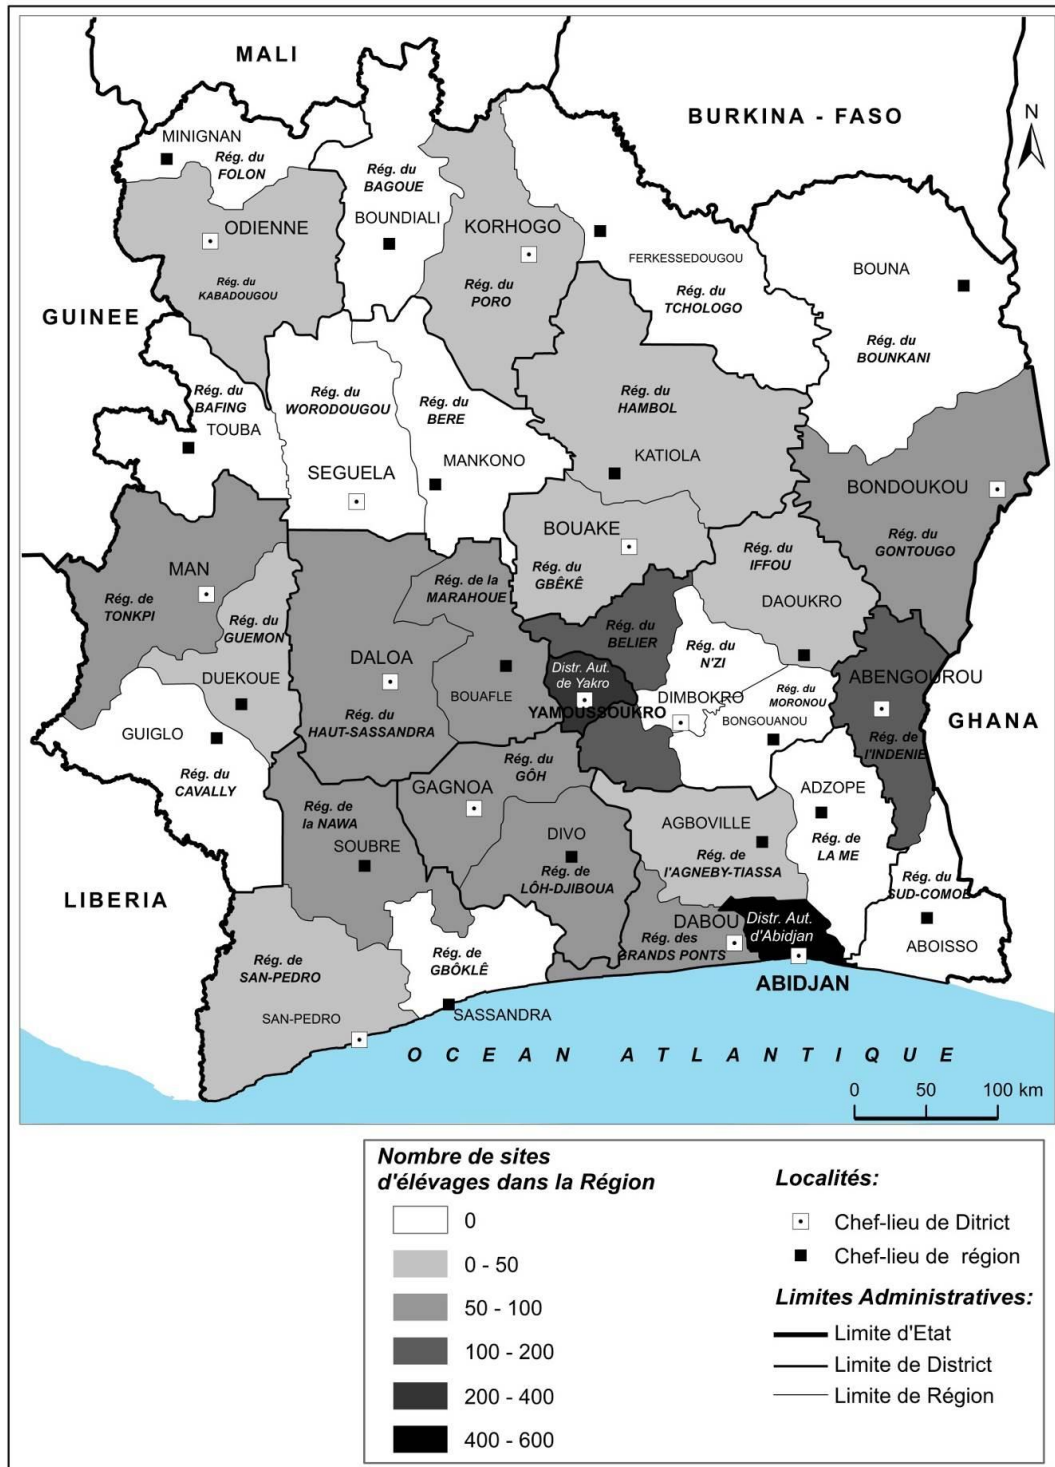 MALI
BURKINA - FASO
N
MINIGNAN
Rég. du
FOLON
Rég. du
BAGOUE
BOUNDIALI
ODIENNE
Rég. du
KABADOUGOU
KORHOGO
Rég. du
PORO
FERKESSEDOUGOU
Rég. du
TCHOLOGO
BOUNA
Rég. du
BOUNKANI
GUINEE
Rég. du
BAFING
TOUBA
Rég. du
WORODOUGOU
SEGUELA
Rég. du
BERE
MANKONO
Rég. du
HAMBOL
KATIOLA
BONDOUKOU
Rég. du
GONTOUGO
BOUAKE
Rég. du
GBÊKÊ
Rég. du
IFFOU
DAOUKRO
MAN
Rég. de
TONKPI
Rég. du
GUEMON
DUEKOUE
Rég. de la
MARAHOUE
BOUAFLE
DALOA
Rég. du
HAUT-SASSANDRA
Rég. du
BELIER
Distr. Aut.
de Yakro
YAMOUSSOUKRO
Rég. du
N'ZI
DIMBOKRO
Rég. du
MORONOU
BONGOUANOU
ABENGOUROU
Rég. de
l'INDENIE
GHANA
GUIGLO
Rég. du
CAVALLY
Rég. de
la NAWA
SOUBRE
Rég. du
GÔH
GAGNOA
DIVO
Rég. de
LÔH-DJIBOUA
AGBOVILLE
Rég. de
l'AGNEBY-TIASSA
ADZOPE
Rég. de
LA ME
Rég. du
SUD-COMOE
ABOISSO
LIBERIA
Rég. de
SAN-PEDRO
SAN-PEDRO
Rég. de
GBÔKLÊ
SASSANDRA
DABOU
Rég. des
GRANDS PONTS
Distr. Aut.
d'Abidjan
ABIDJAN
OCEAN ATLANTIQUE
0 50 100 km
Nombre de sites
d'élévages dans la Région
0
0 - 50
50 - 100
100 - 200
200 - 400
400 - 600
Localités:
Chef-lieu de Ditrict
Chef-lieu de région
Limites Administratives:
Limite d'Etat
Limite de District
Limite de Région